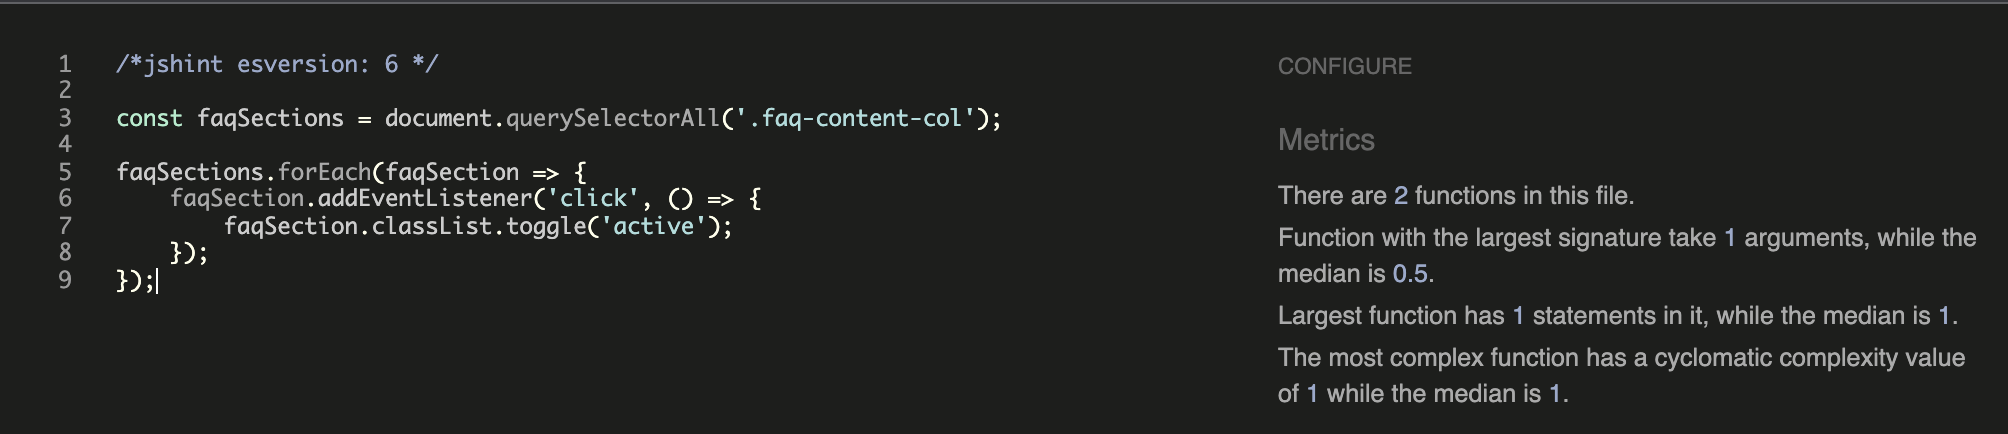 1 /*jshint esversion: 6 */
2
3 const faqSections = document.querySelectorAll('.faq-content-col');
4
5 faqSections.forEach(faqSection => {
6     faqSection.addEventListener('click', () => {
7         faqSection.classList.toggle('active');
8     });
9 });
CONFIGURE
Metrics
There are 2 functions in this file.
Function with the largest signature take 1 arguments, while the
median is 0.5.
Largest function has 1 statements in it, while the median is 1.
The most complex function has a cyclomatic complexity value
of 1 while the median is 1.